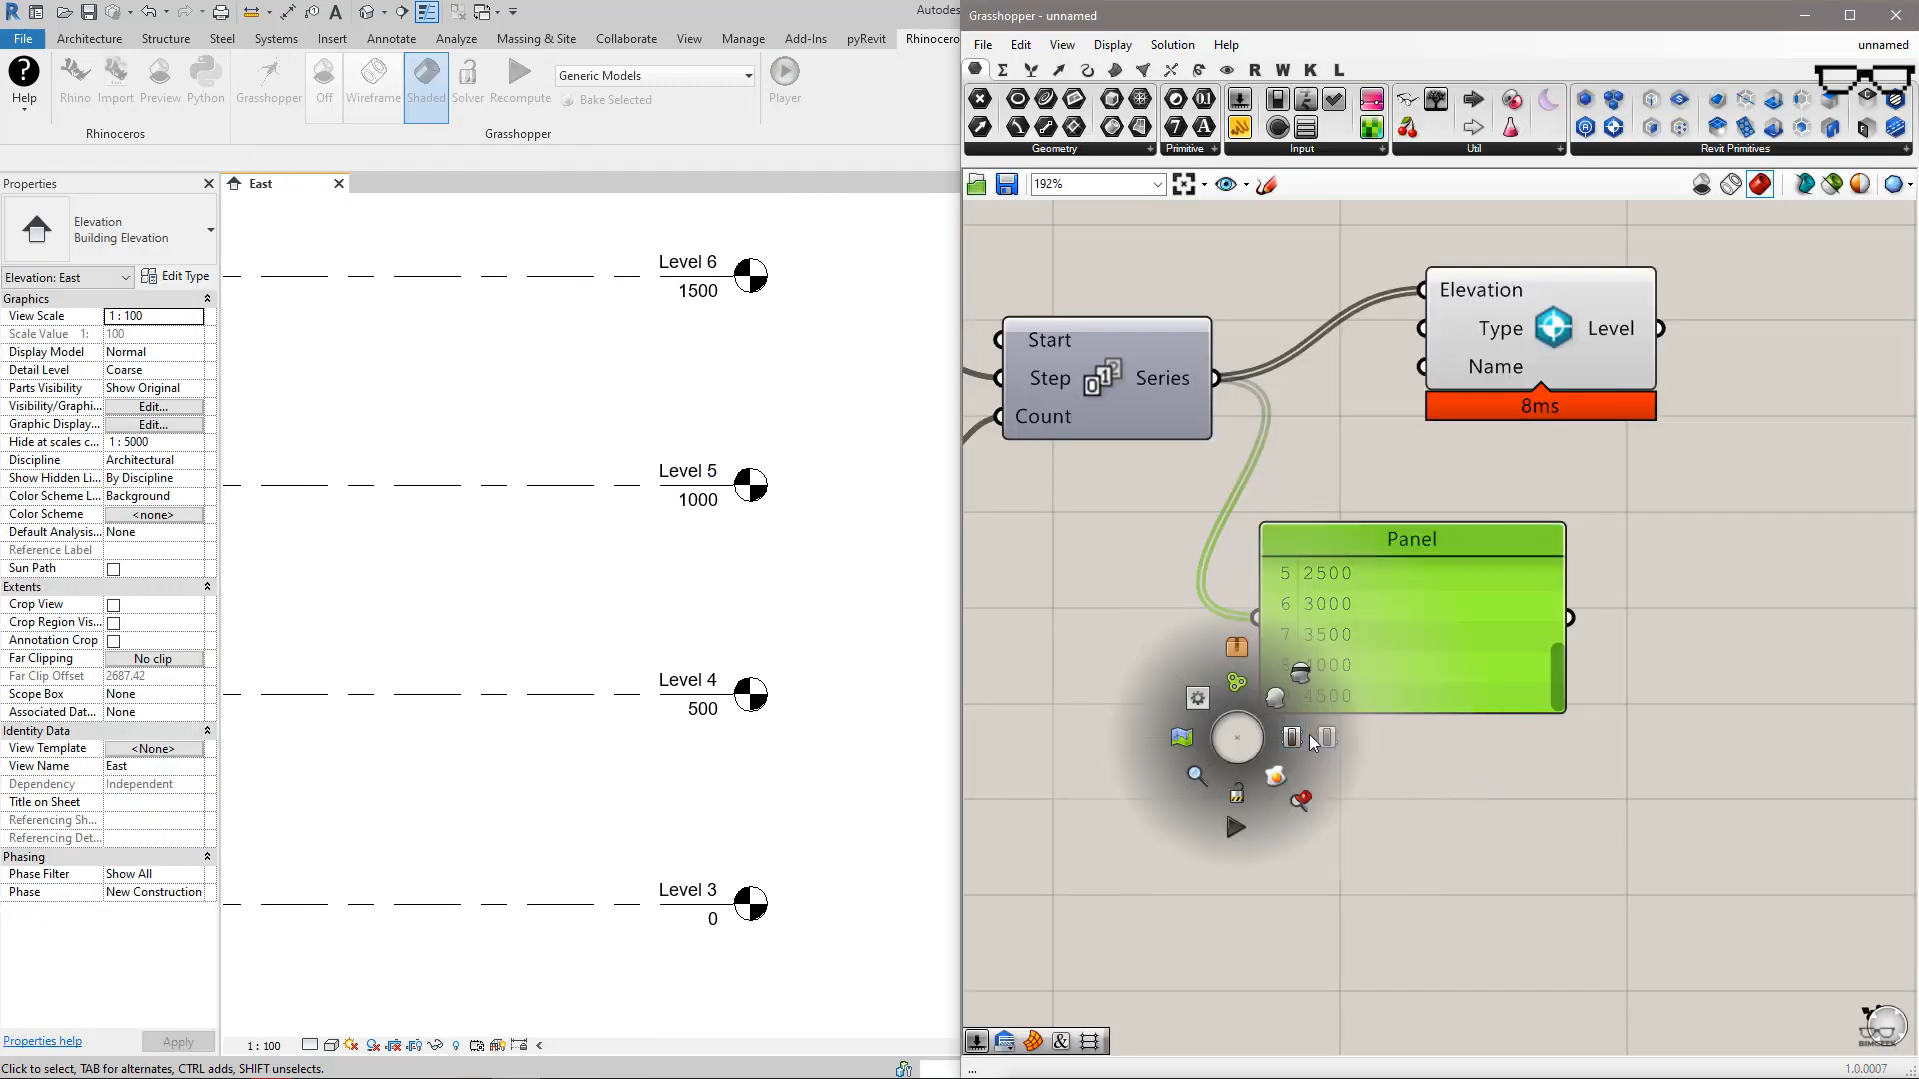 Autodes
File
Architecture
Structure
Steel
Systems
Insert
Annotate
Analyze
Massing & Site
Collaborate
View
Manage
Add-Ins
pyRevit
Rhinoceros
Help
Rhino
Import
Preview
Python
Grasshopper
Off
Wireframe
Shaded
Solver
Recompute
Generic Models
Bake Selected
Player
Rhinoceros
Grasshopper
Properties
Elevation
Building Elevation
Elevation: East
Edit Type
Graphics
View Scale 1 : 100
Scale Value 1: 100
Display Model Normal
Detail Level Coarse
Parts Visibility Show Original
Visibility/Graphi... Edit...
Graphic Display... Edit...
Hide at scales c... 1 : 5000
Discipline Architectural
Show Hidden Li... By Discipline
Color Scheme L... Background
Color Scheme <none>
Default Analysis... None
Reference Label
Sun Path
Extents
Crop View
Crop Region Vis...
Annotation Crop
Far Clipping No clip
Far Clip Offset 2687.42
Scope Box None
Associated Dat... None
Identity Data
View Template <None>
View Name East
Dependency Independent
Title on Sheet
Referencing Sh...
Referencing Det...
Phasing
Phase Filter Show All
Phase New Construction
Properties help
Apply
Click to select, TAB for alternates, CTRL adds, SHIFT unselects.
East
Level 6
1500
Level 5
1000
Level 4
500
Level 3
0
1 : 100
Grasshopper - unnamed
File Edit View Display Solution Help
unnamed
R W K L
Geometry
Primitive
Input
Util
Revit Primitives
192%
Start
Step
Count
Series
Elevation
Type
Name
Level
8ms
Panel
5 2500
6 3000
7 3500
4000
4500
BIMGEEK
...
1.0.0007